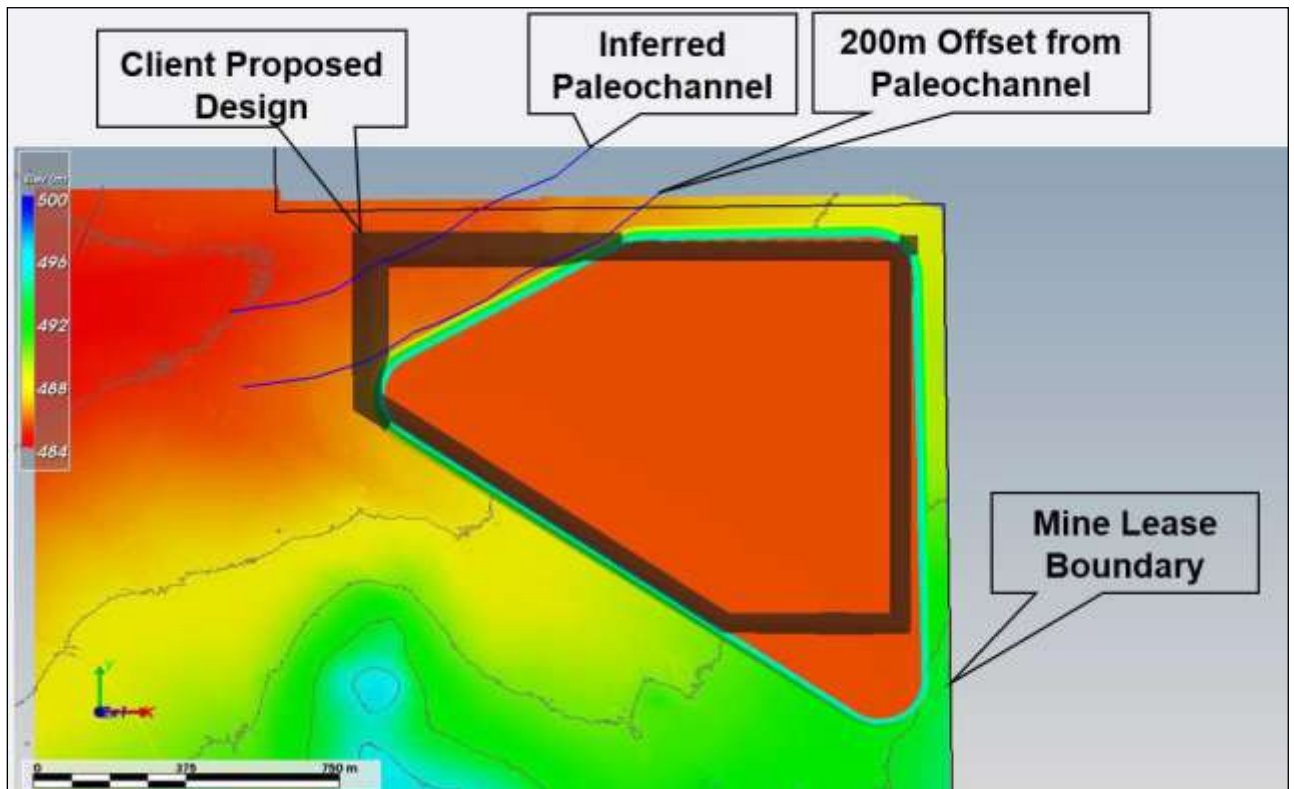 Client Proposed
Design
Inferred
Paleochannel
200m Offset from
Paleochannel
500
496
492
488
484
Mine Lease
Boundary
Y
X
0
375
750 m